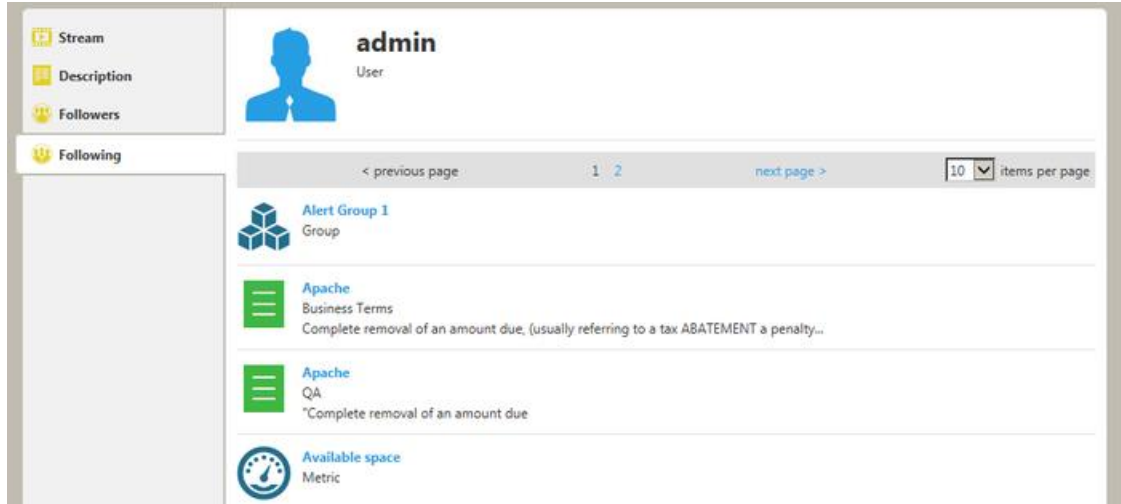 Stream
Description
Followers
Following
admin
User
< previous page 1 2 next page > 10 items per page
Alert Group 1
Group
Apache
Business Terms
Complete removal of an amount due, (usually referring to a tax ABATEMENT a penalty...
Apache
QA
"Complete removal of an amount due
Available space
Metric